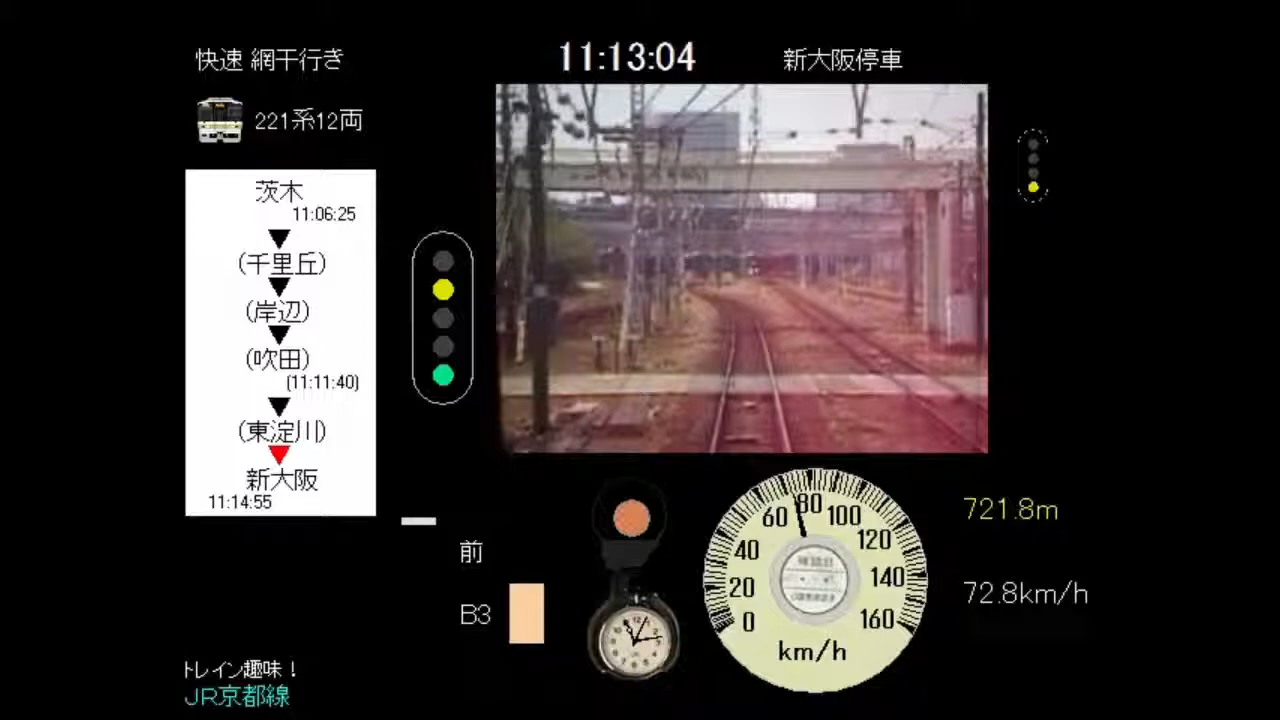 快速 網干行き
11:13:04
新大阪停車
221系12両
茨木
11:06:25
(千里丘)
(岸辺)
(吹田)
(11:11:40)
(東淀川)
新大阪
11:14:55
前
B3
0
20
40
60
80
100
120
140
160
km/h
721.8m
72.8km/h
トレイン趣味！
JR京都線